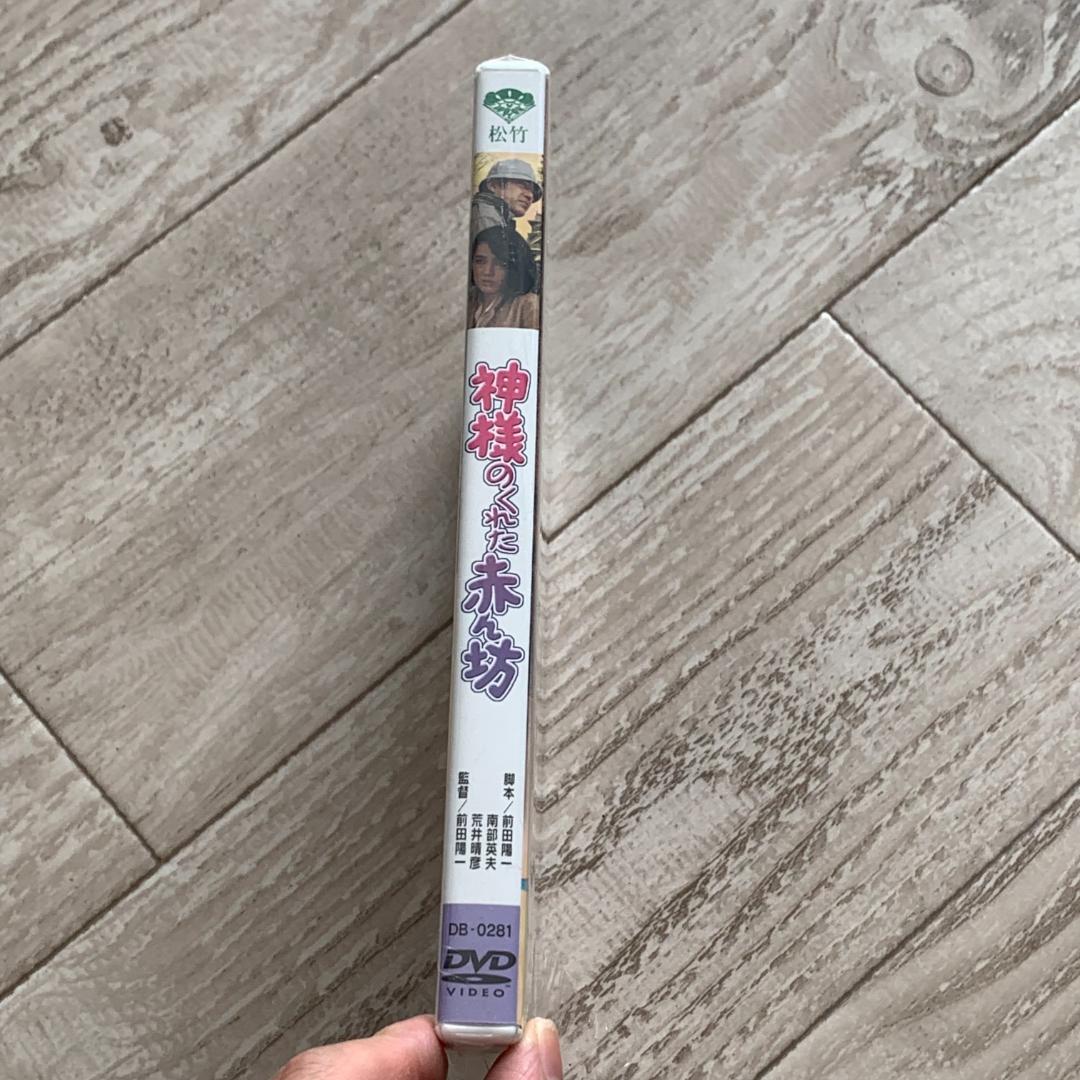 松竹
神様のくれた赤ん坊
脚本/前田陽一
南部英夫
荒井晴彦
監督/前田陽一
DB-0281
DVD
VIDEO